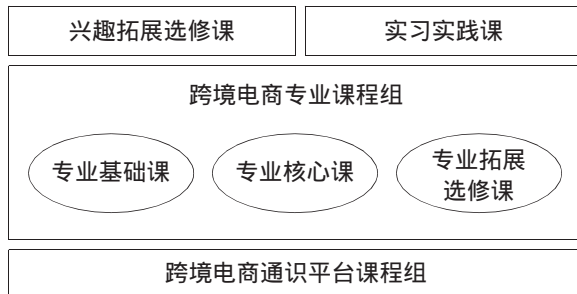 兴趣拓展选修课
实习实践课
跨境电商专业课程组
专业基础课
专业核心课
专业拓展
选修课
跨境电商通识平台课程组